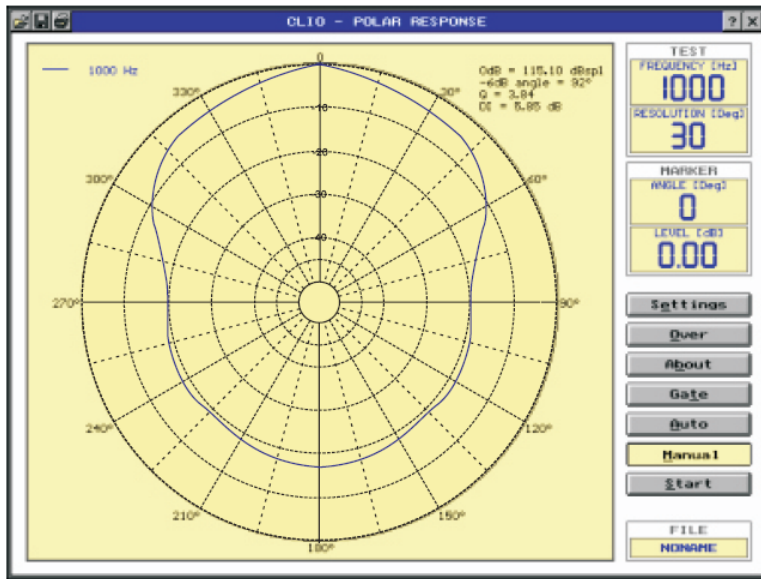 CLIO - POLAR RESPONSE
? X
1000 Hz
0dB = 115.10 dBspl
-6dB angle = 92°
Q = 3.84
DI = 5.85 dB
0
330°
30°
-10
-20
300°
60°
-30
-40
270°
90°
240°
120°
210°
150°
180°
TEST
FREQUENCY [Hz]
1000
RESOLUTION [Deg]
30
MARKER
ANGLE [Deg]
0
LEVEL [dB]
0.00
Settings
Over
About
Gate
Auto
Manual
Start
FILE
NONAME